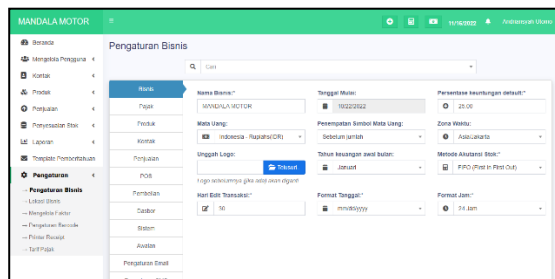 MANDALA MOTOR
11/16/2022
Beranda
Mengelola Pengguna
Kontak
Produk
Penjualan
Penyesuaian Stok
Laporan
Template Pemberitahuan
Pengaturan
Pengaturan Bisnis
Lokasi Bisnis
Mengelola Faktur
Pengaturan Barcode
Printer Receipt
Tarif Pajak
Pengaturan Bisnis
Cari
Bisnis
Pajak
Produk
Kontak
Penjualan
POS
Pembelian
Dasbor
Sistem
Awalan
Pengaturan Email
Nama Bisnis:*
MANDALA MOTOR
Tanggal Mulai:
10/22/2022
Persentase keuntungan default:*
25.00
Mata Uang:
Indonesia - Rupiahs(IDR)
Penempatan Simbol Mata Uang:
Sebelum jumlah
Zona Waktu:
Asia/Jakarta
Unggah Logo:
Telusuri
Logo sebelumnya (jika ada) akan diganti
Tahun keuangan awal bulan:
Januari
Metode Akutansi Stok:*
FIFO (First In First Out)
Hari Edit Transaksi:*
30
Format Tanggal:*
mm/dd/yyyy
Format Jam:*
24 Jam